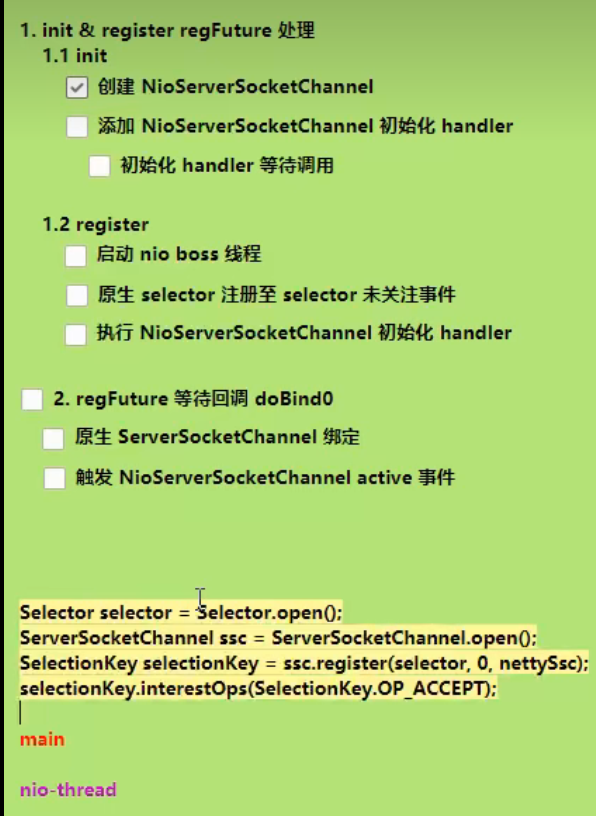 1. init & register regFuture 处理
1.1 init
创建 NioServerSocketChannel
添加 NioServerSocketChannel 初始化 handler
初始化 handler 等待调用
1.2 register
启动 nio boss 线程
原生 selector 注册至 selector 未关注事件
执行 NioServerSocketChannel 初始化 handler
2. regFuture 等待回调 doBind0
原生 ServerSocketChannel 绑定
触发 NioServerSocketChannel active 事件
Selector selector = Selector.open();
ServerSocketChannel ssc = ServerSocketChannel.open();
SelectionKey selectionKey = ssc.register(selector, 0, nettySsc);
selectionKey.interestOps(SelectionKey.OP_ACCEPT);
main
nio-thread